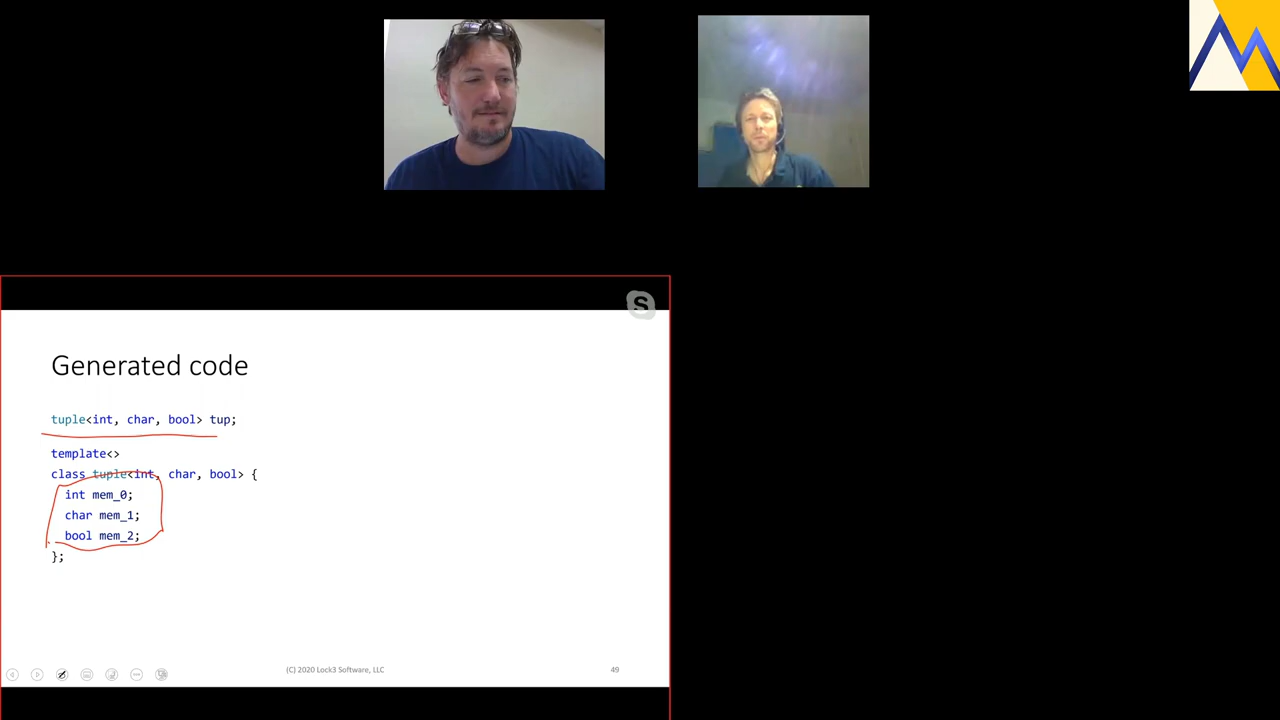 S
Generated code
tuple<int, char, bool> tup;
template<>
class tuple<int, char, bool> {
int mem_0;
char mem_1;
bool mem_2;
};
(C) 2020 Lock3 Software, LLC
49